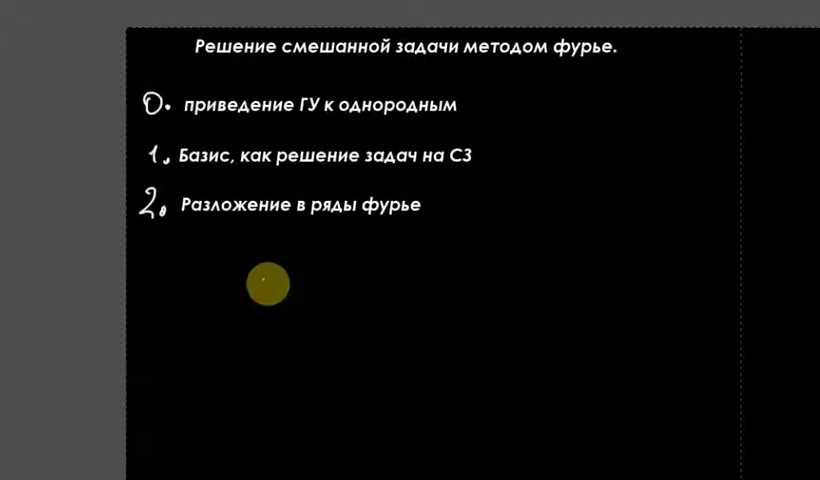 Решение смешанной задачи методом фурье.
0. приведение ГУ к однородным
1. Базис, как решение задач на СЗ
2. Разложение в ряды фурье